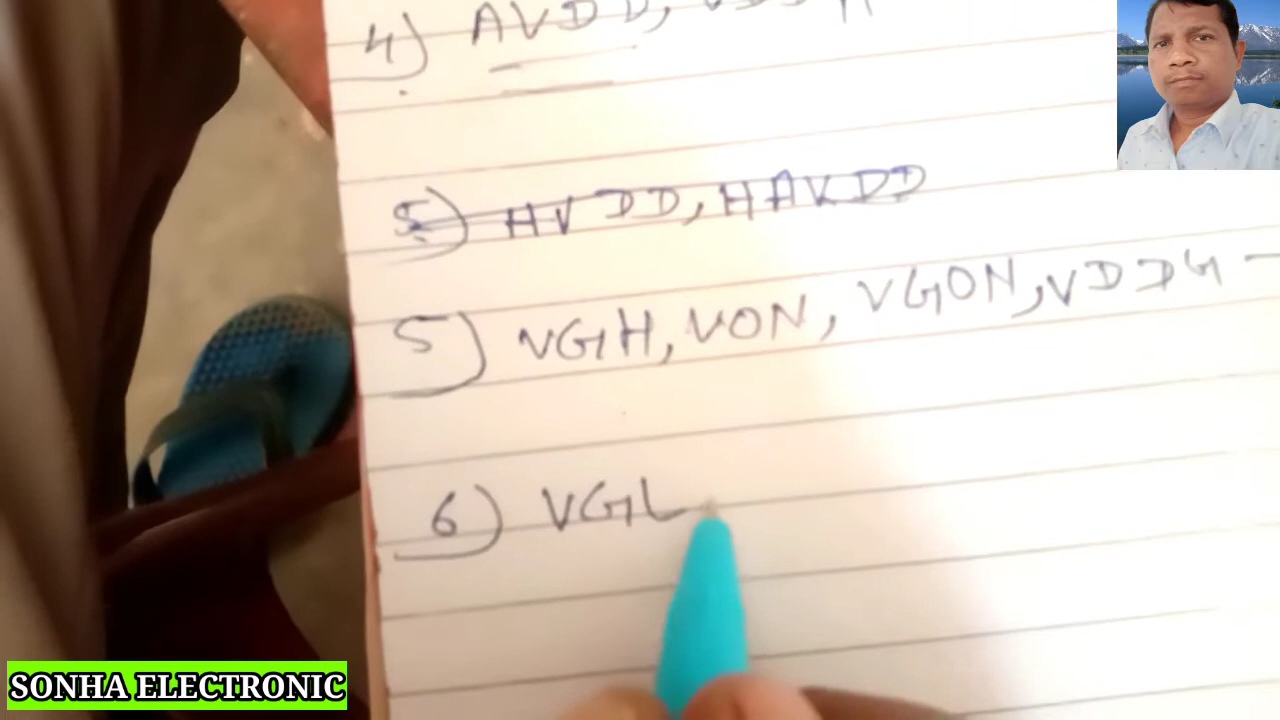 4) AVDD,
5) HVDD, HAVDD
5) VGH, VON, VGON, VDDG —
6) VGL
SONHA ELECTRONIC